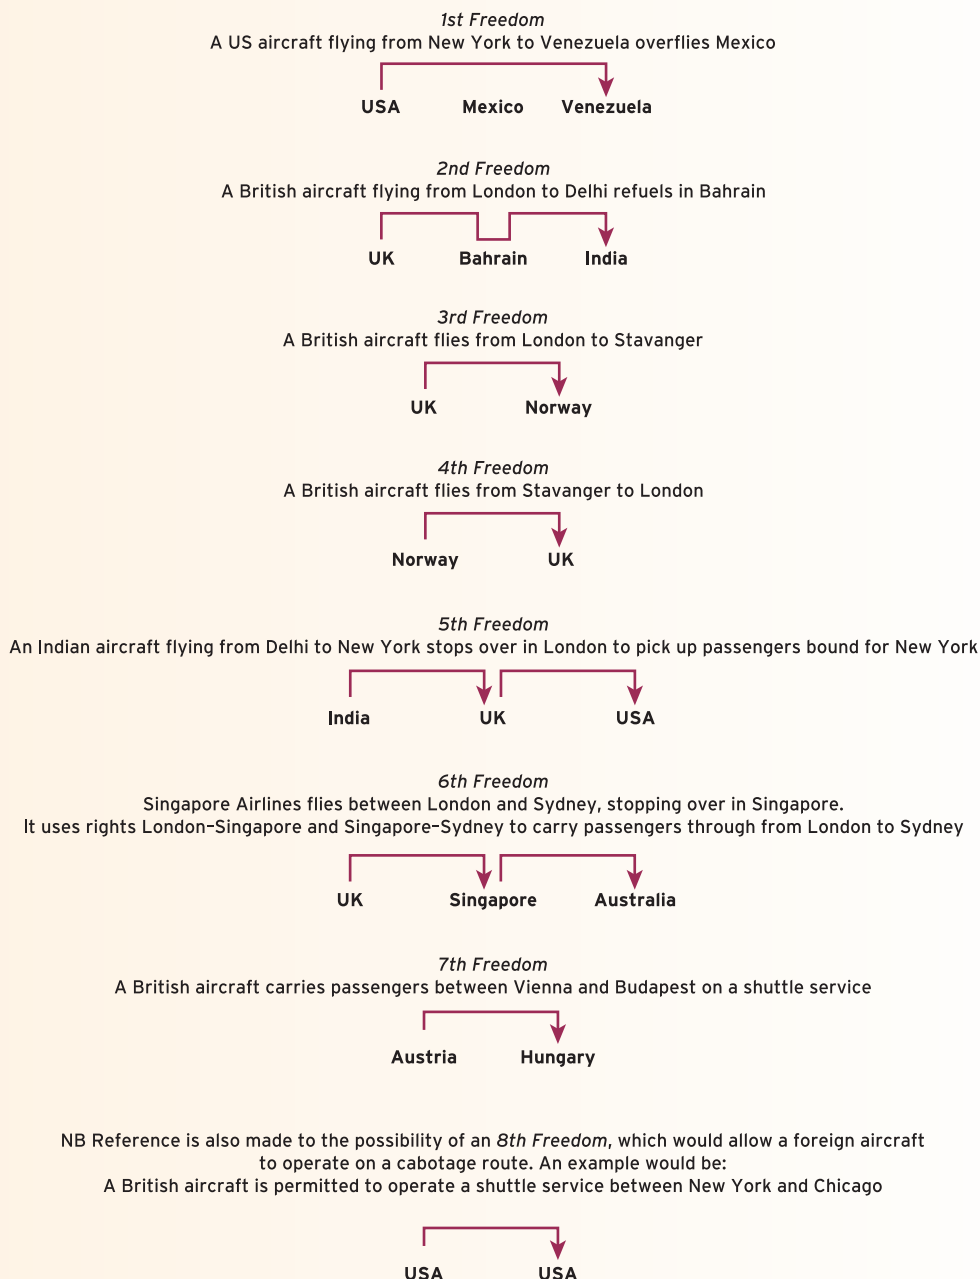 1st Freedom
A US aircraft flying from New York to Venezuela overflies Mexico
USA Mexico Venezuela
2nd Freedom
A British aircraft flying from London to Delhi refuels in Bahrain
UK Bahrain India
3rd Freedom
A British aircraft flies from London to Stavanger
UK Norway
4th Freedom
A British aircraft flies from Stavanger to London
Norway UK
5th Freedom
An Indian aircraft flying from Delhi to New York stops over in London to pick up passengers bound for New York
India UK USA
6th Freedom
Singapore Airlines flies between London and Sydney, stopping over in Singapore.
It uses rights London–Singapore and Singapore–Sydney to carry passengers through from London to Sydney
UK Singapore Australia
7th Freedom
A British aircraft carries passengers between Vienna and Budapest on a shuttle service
Austria Hungary
NB Reference is also made to the possibility of an 8th Freedom, which would allow a foreign aircraft
to operate on a cabotage route. An example would be:
A British aircraft is permitted to operate a shuttle service between New York and Chicago
USA USA